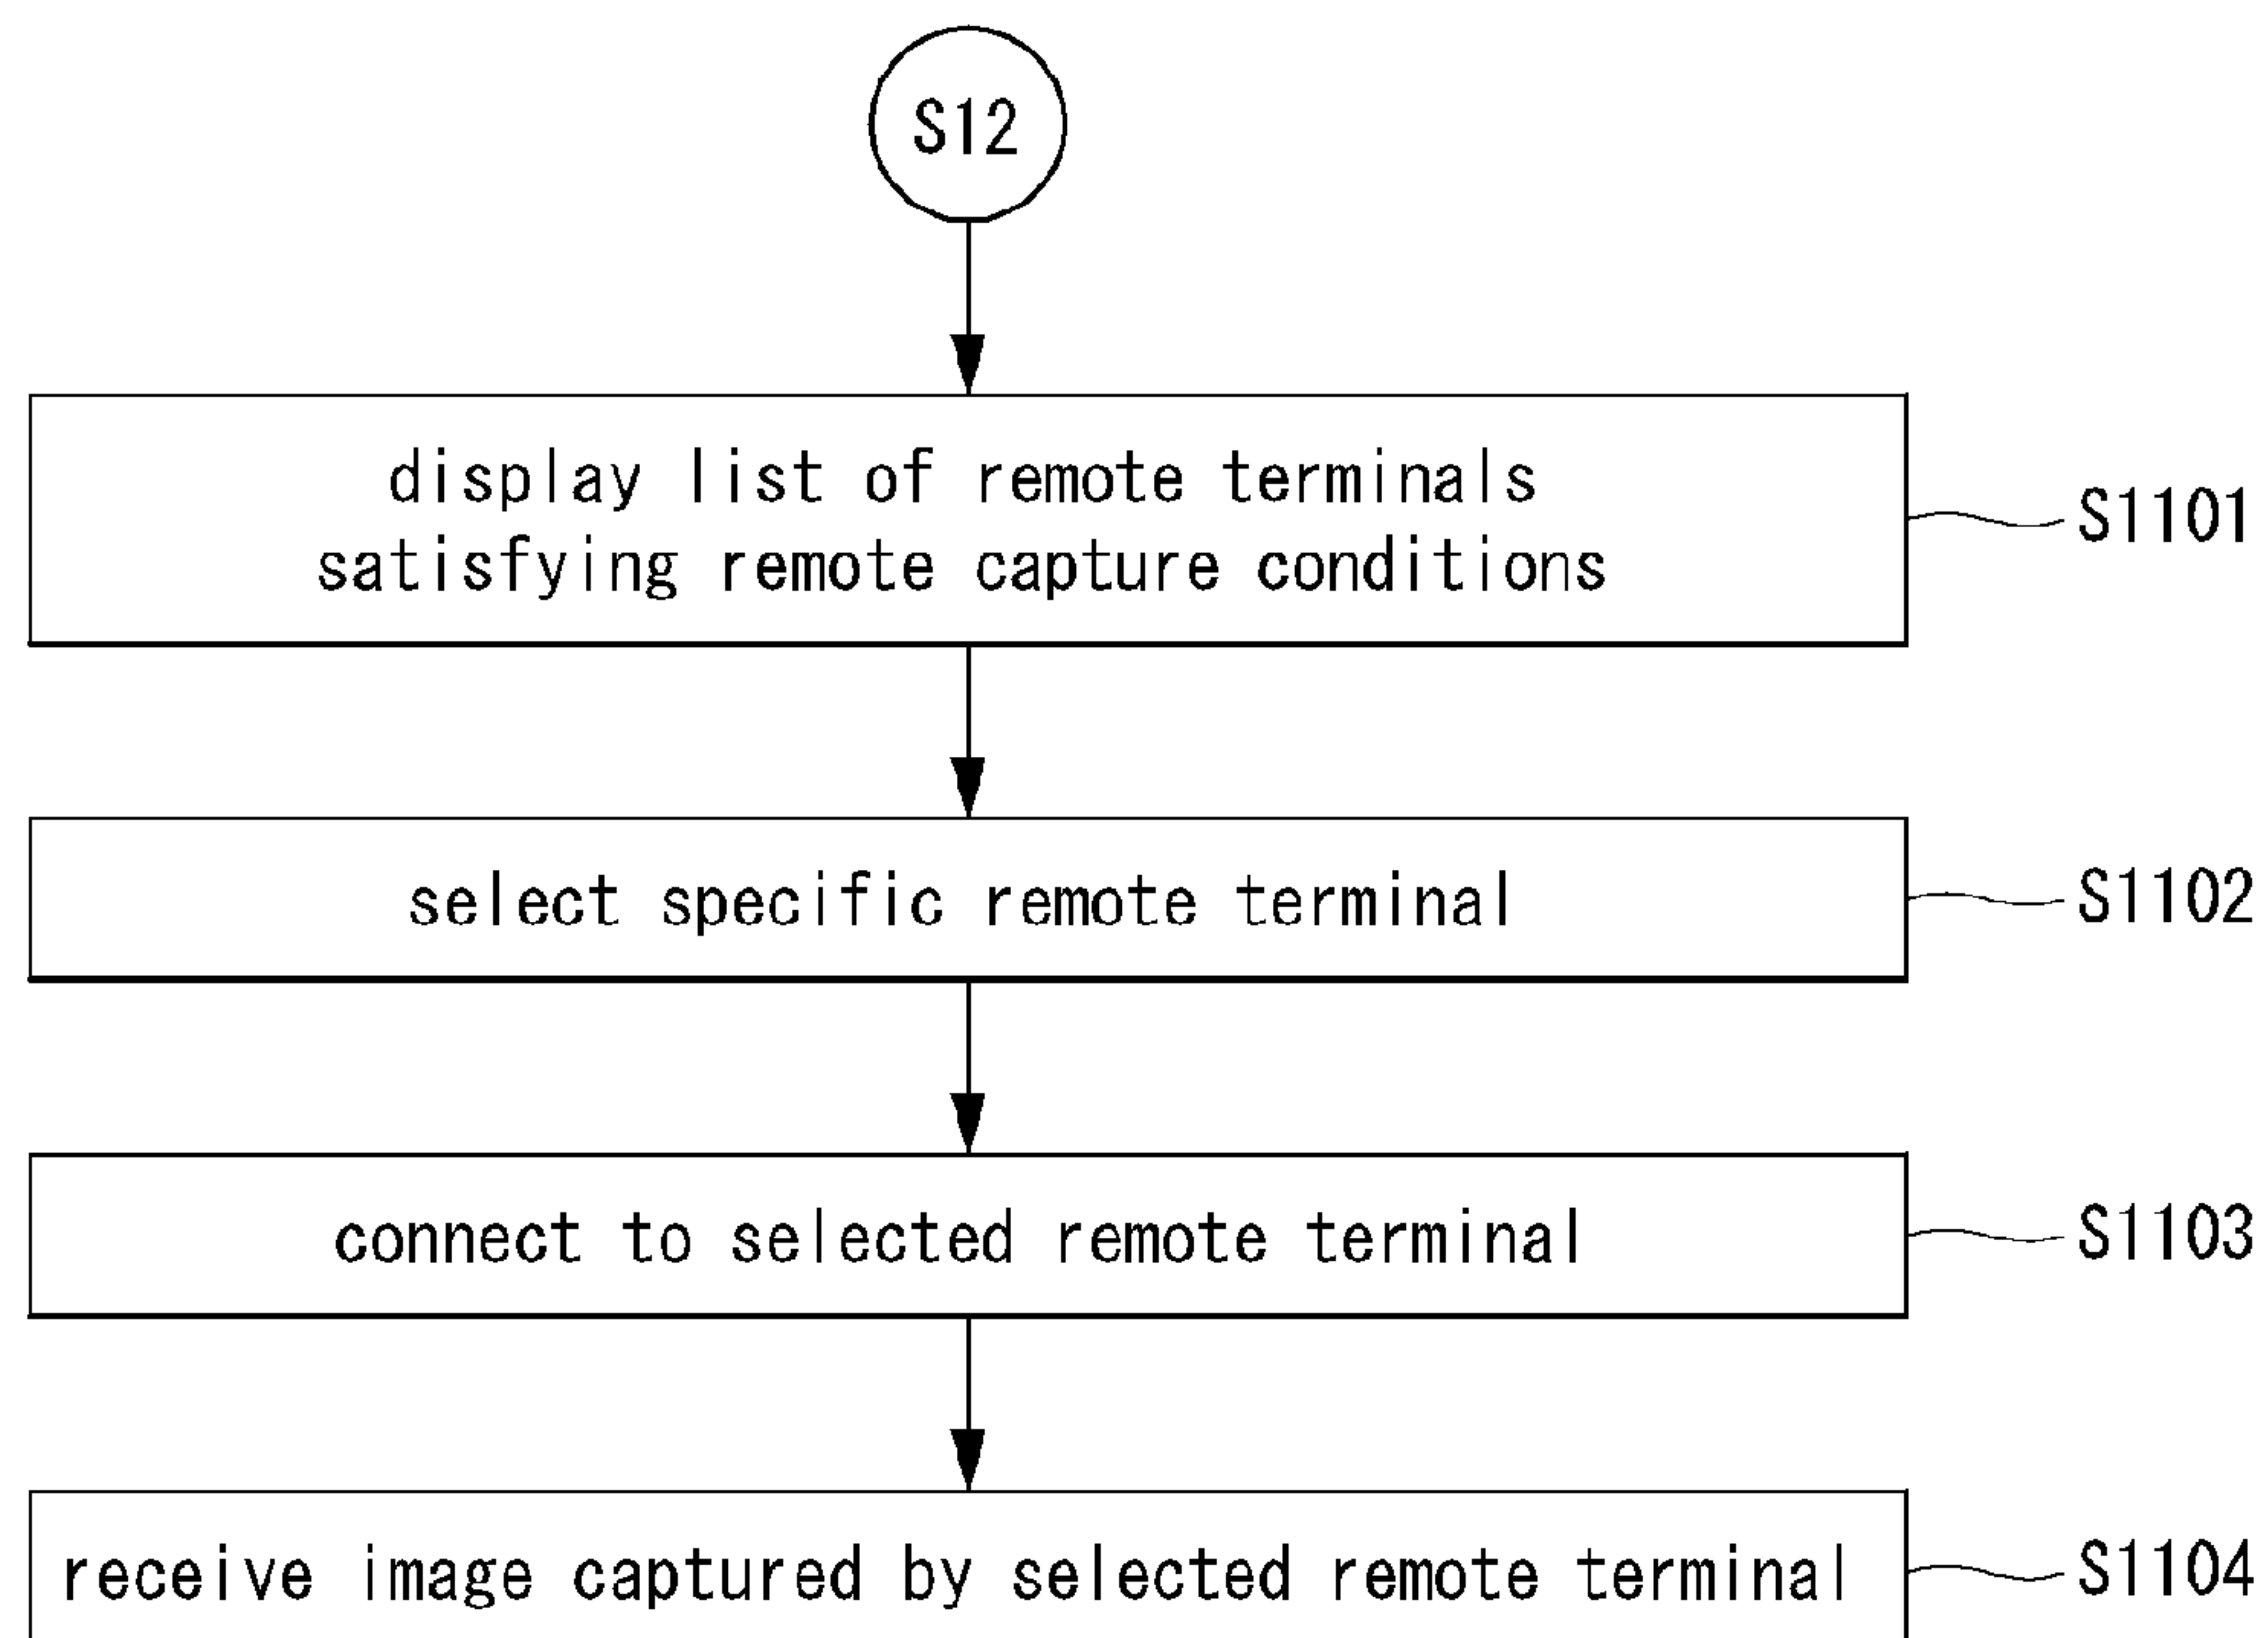 S12
display list of remote terminals
satisfying remote capture conditions
S1101
select specific remote terminal
S1102
connect to selected remote terminal
S1103
receive image captured by selected remote terminal
S1104